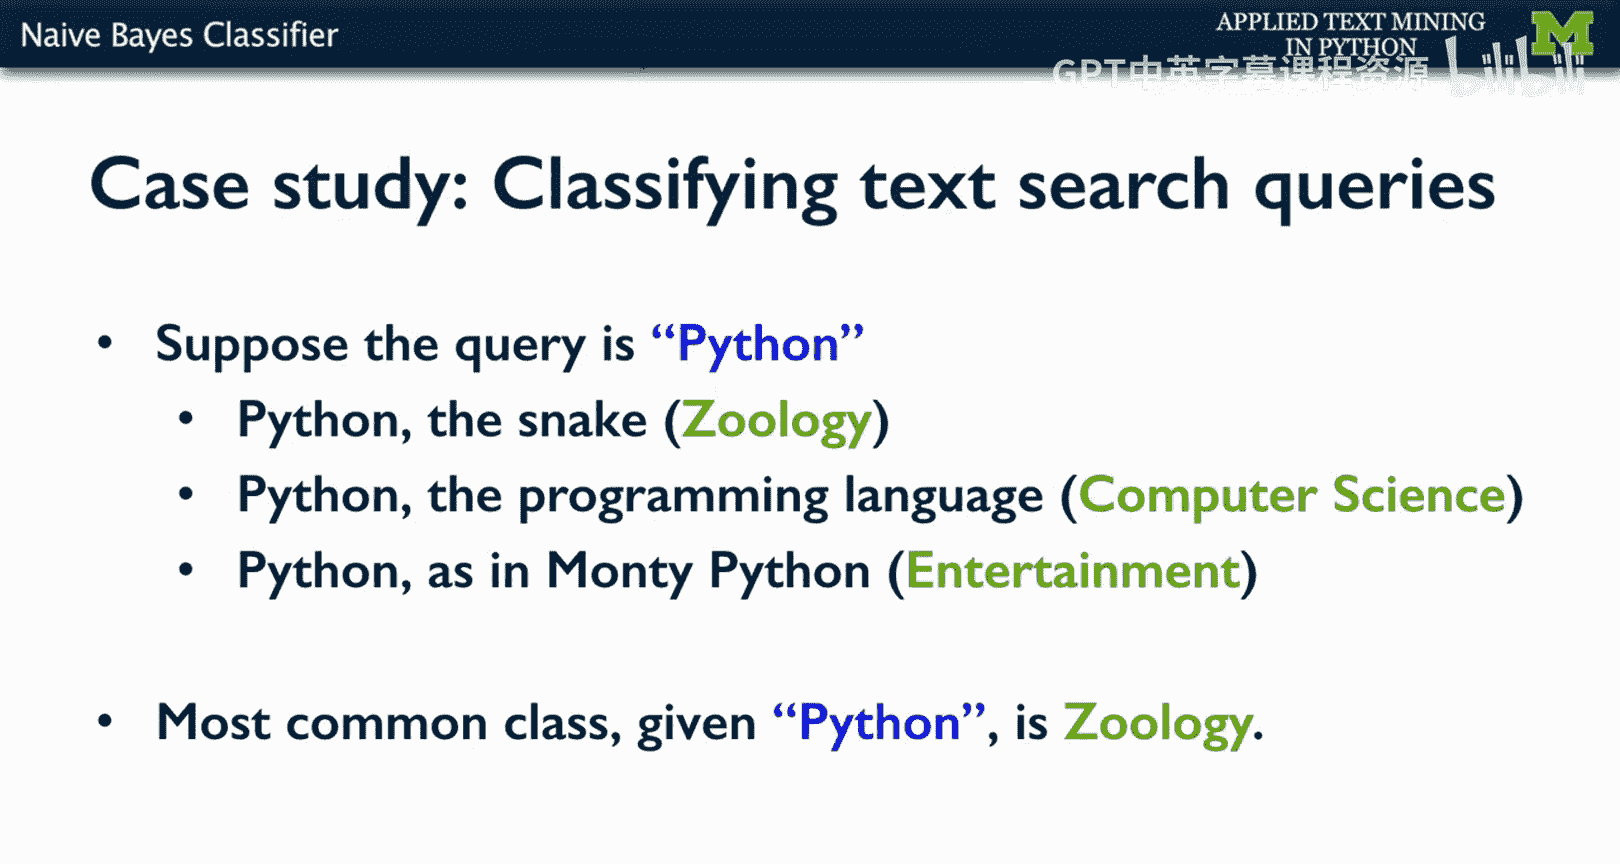 Naive Bayes Classifier
APPLIED TEXT MINING
IN PYTHON
GPT中英字幕课程资源
bilibili
Case study: Classifying text search queries
• Suppose the query is “Python”
• Python, the snake (Zoology)
• Python, the programming language (Computer Science)
• Python, as in Monty Python (Entertainment)
• Most common class, given “Python”, is Zoology.